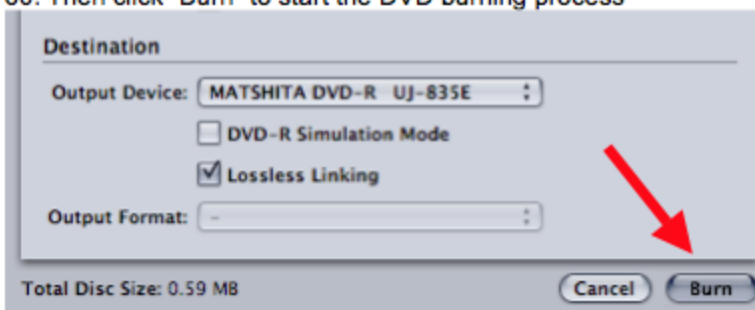 Then click "Burn" to start the DVD burning process
Destination
Output Device: MATSHITA DVD-R UJ-835E
DVD-R Simulation Mode
Lossless Linking
Output Format: -
Total Disc Size: 0.59 MB Cancel Burn